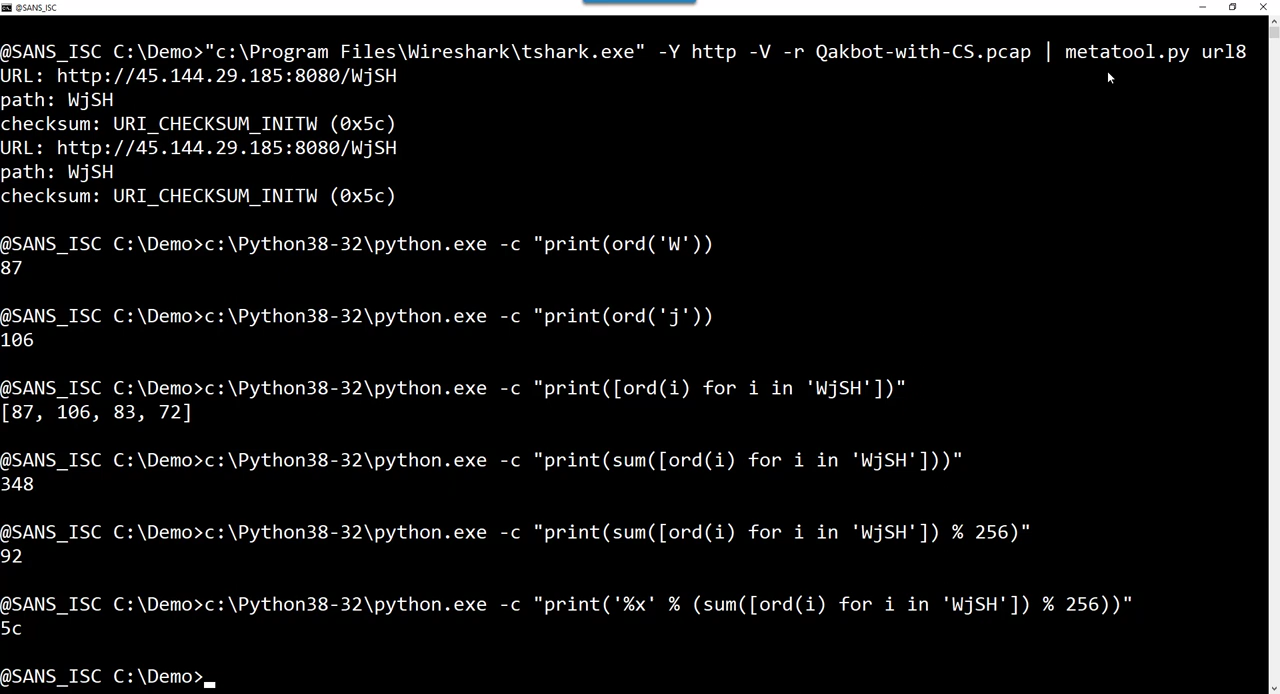 @SANS_ISC
@SANS_ISC C:\Demo>"c:\Program Files\Wireshark\tshark.exe" -Y http -V -r Qakbot-with-CS.pcap | metatool.py url8
URL: http://45.144.29.185:8080/WjSH
path: WjSH
checksum: URI_CHECKSUM_INITW (0x5c)
URL: http://45.144.29.185:8080/WjSH
path: WjSH
checksum: URI_CHECKSUM_INITW (0x5c)
@SANS_ISC C:\Demo>c:\Python38-32\python.exe -c "print(ord('W'))
87
@SANS_ISC C:\Demo>c:\Python38-32\python.exe -c "print(ord('j'))
106
@SANS_ISC C:\Demo>c:\Python38-32\python.exe -c "print([ord(i) for i in 'WjSH'])"
[87, 106, 83, 72]
@SANS_ISC C:\Demo>c:\Python38-32\python.exe -c "print(sum([ord(i) for i in 'WjSH']))"
348
@SANS_ISC C:\Demo>c:\Python38-32\python.exe -c "print(sum([ord(i) for i in 'WjSH']) % 256)"
92
@SANS_ISC C:\Demo>c:\Python38-32\python.exe -c "print('%x' % (sum([ord(i) for i in 'WjSH']) % 256))"
5c
@SANS_ISC C:\Demo>